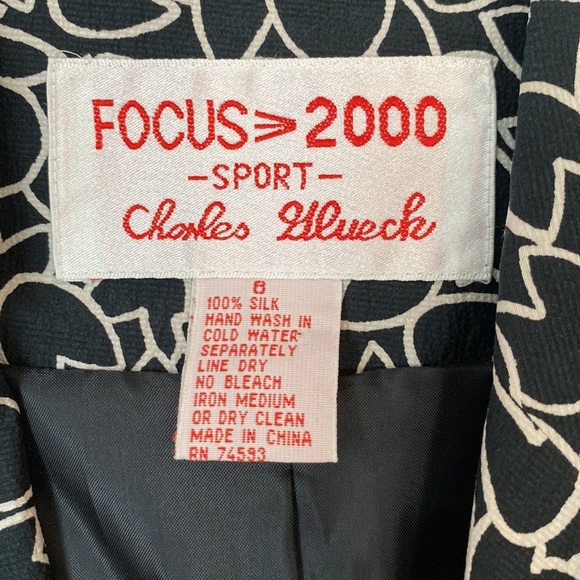 FOCUS⩾2000
-SPORT-
Charles Glueck
8
100% SILK
HAND WASH IN
COLD WATER
SEPARATELY
LINE DRY
NO BLEACH
IRON MEDIUM
OR DRY CLEAN
MADE IN CHINA
RN 74593